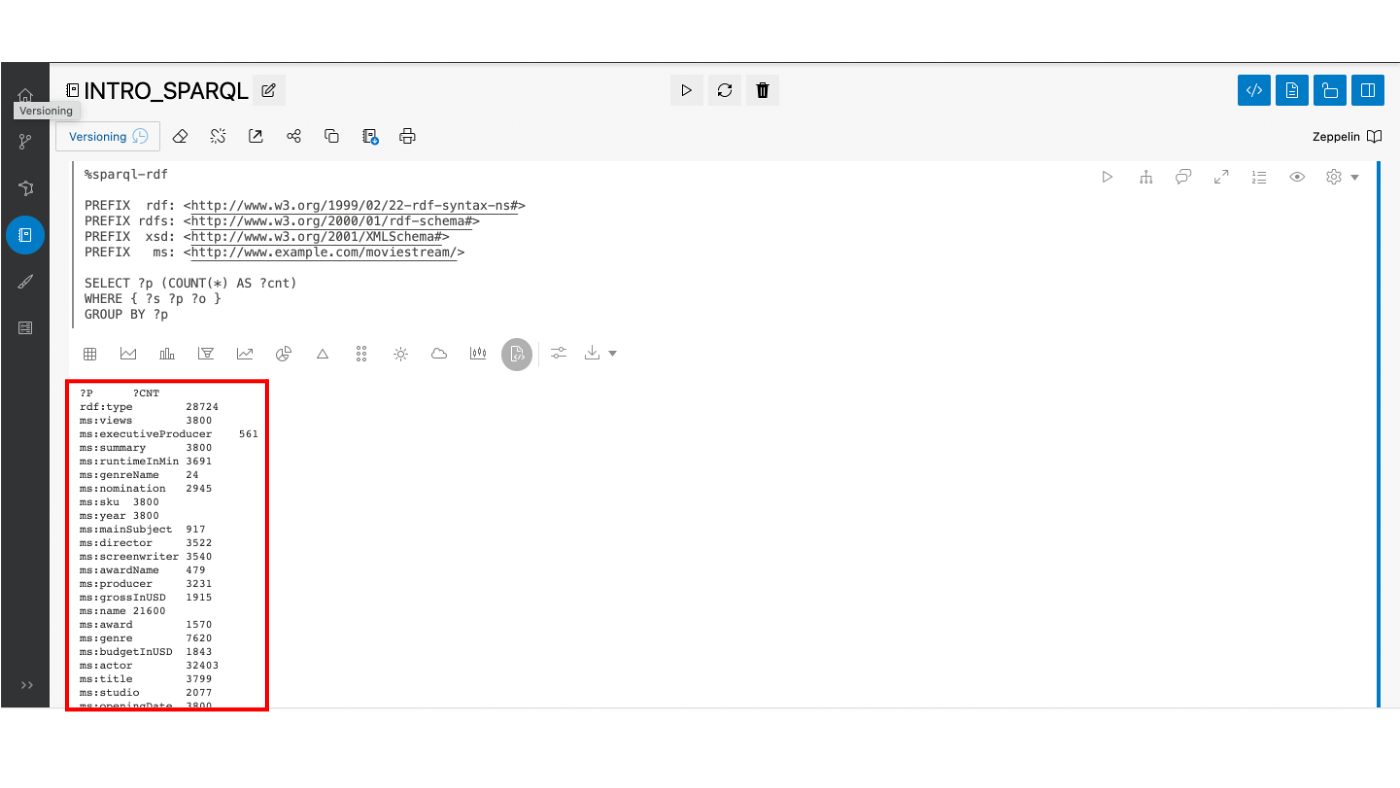 INTRO_SPARQL
Versioning
Versioning
Zeppelin
%sparql-rdf
PREFIX  rdf: <http://www.w3.org/1999/02/22-rdf-syntax-ns#>
PREFIX rdfs: <http://www.w3.org/2000/01/rdf-schema#>
PREFIX  xsd: <http://www.w3.org/2001/XMLSchema#>
PREFIX   ms: <http://www.example.com/moviestream/>
SELECT ?p (COUNT(*) AS ?cnt)
WHERE { ?s ?p ?o }
GROUP BY ?p
?P ?CNT
rdf:type 28724
ms:views 3800
ms:executiveProducer 561
ms:summary 3800
ms:runtimeInMin 3691
ms:genreName 24
ms:nomination 2945
ms:sku 3800
ms:year 3800
ms:mainSubject 917
ms:director 3522
ms:screenwriter 3540
ms:awardName 479
ms:producer 3231
ms:grossInUSD 1915
ms:name 21600
ms:award 1570
ms:genre 7620
ms:budgetInUSD 1843
ms:actor 32403
ms:title 3799
ms:studio 2077
ms:openingDate 3800